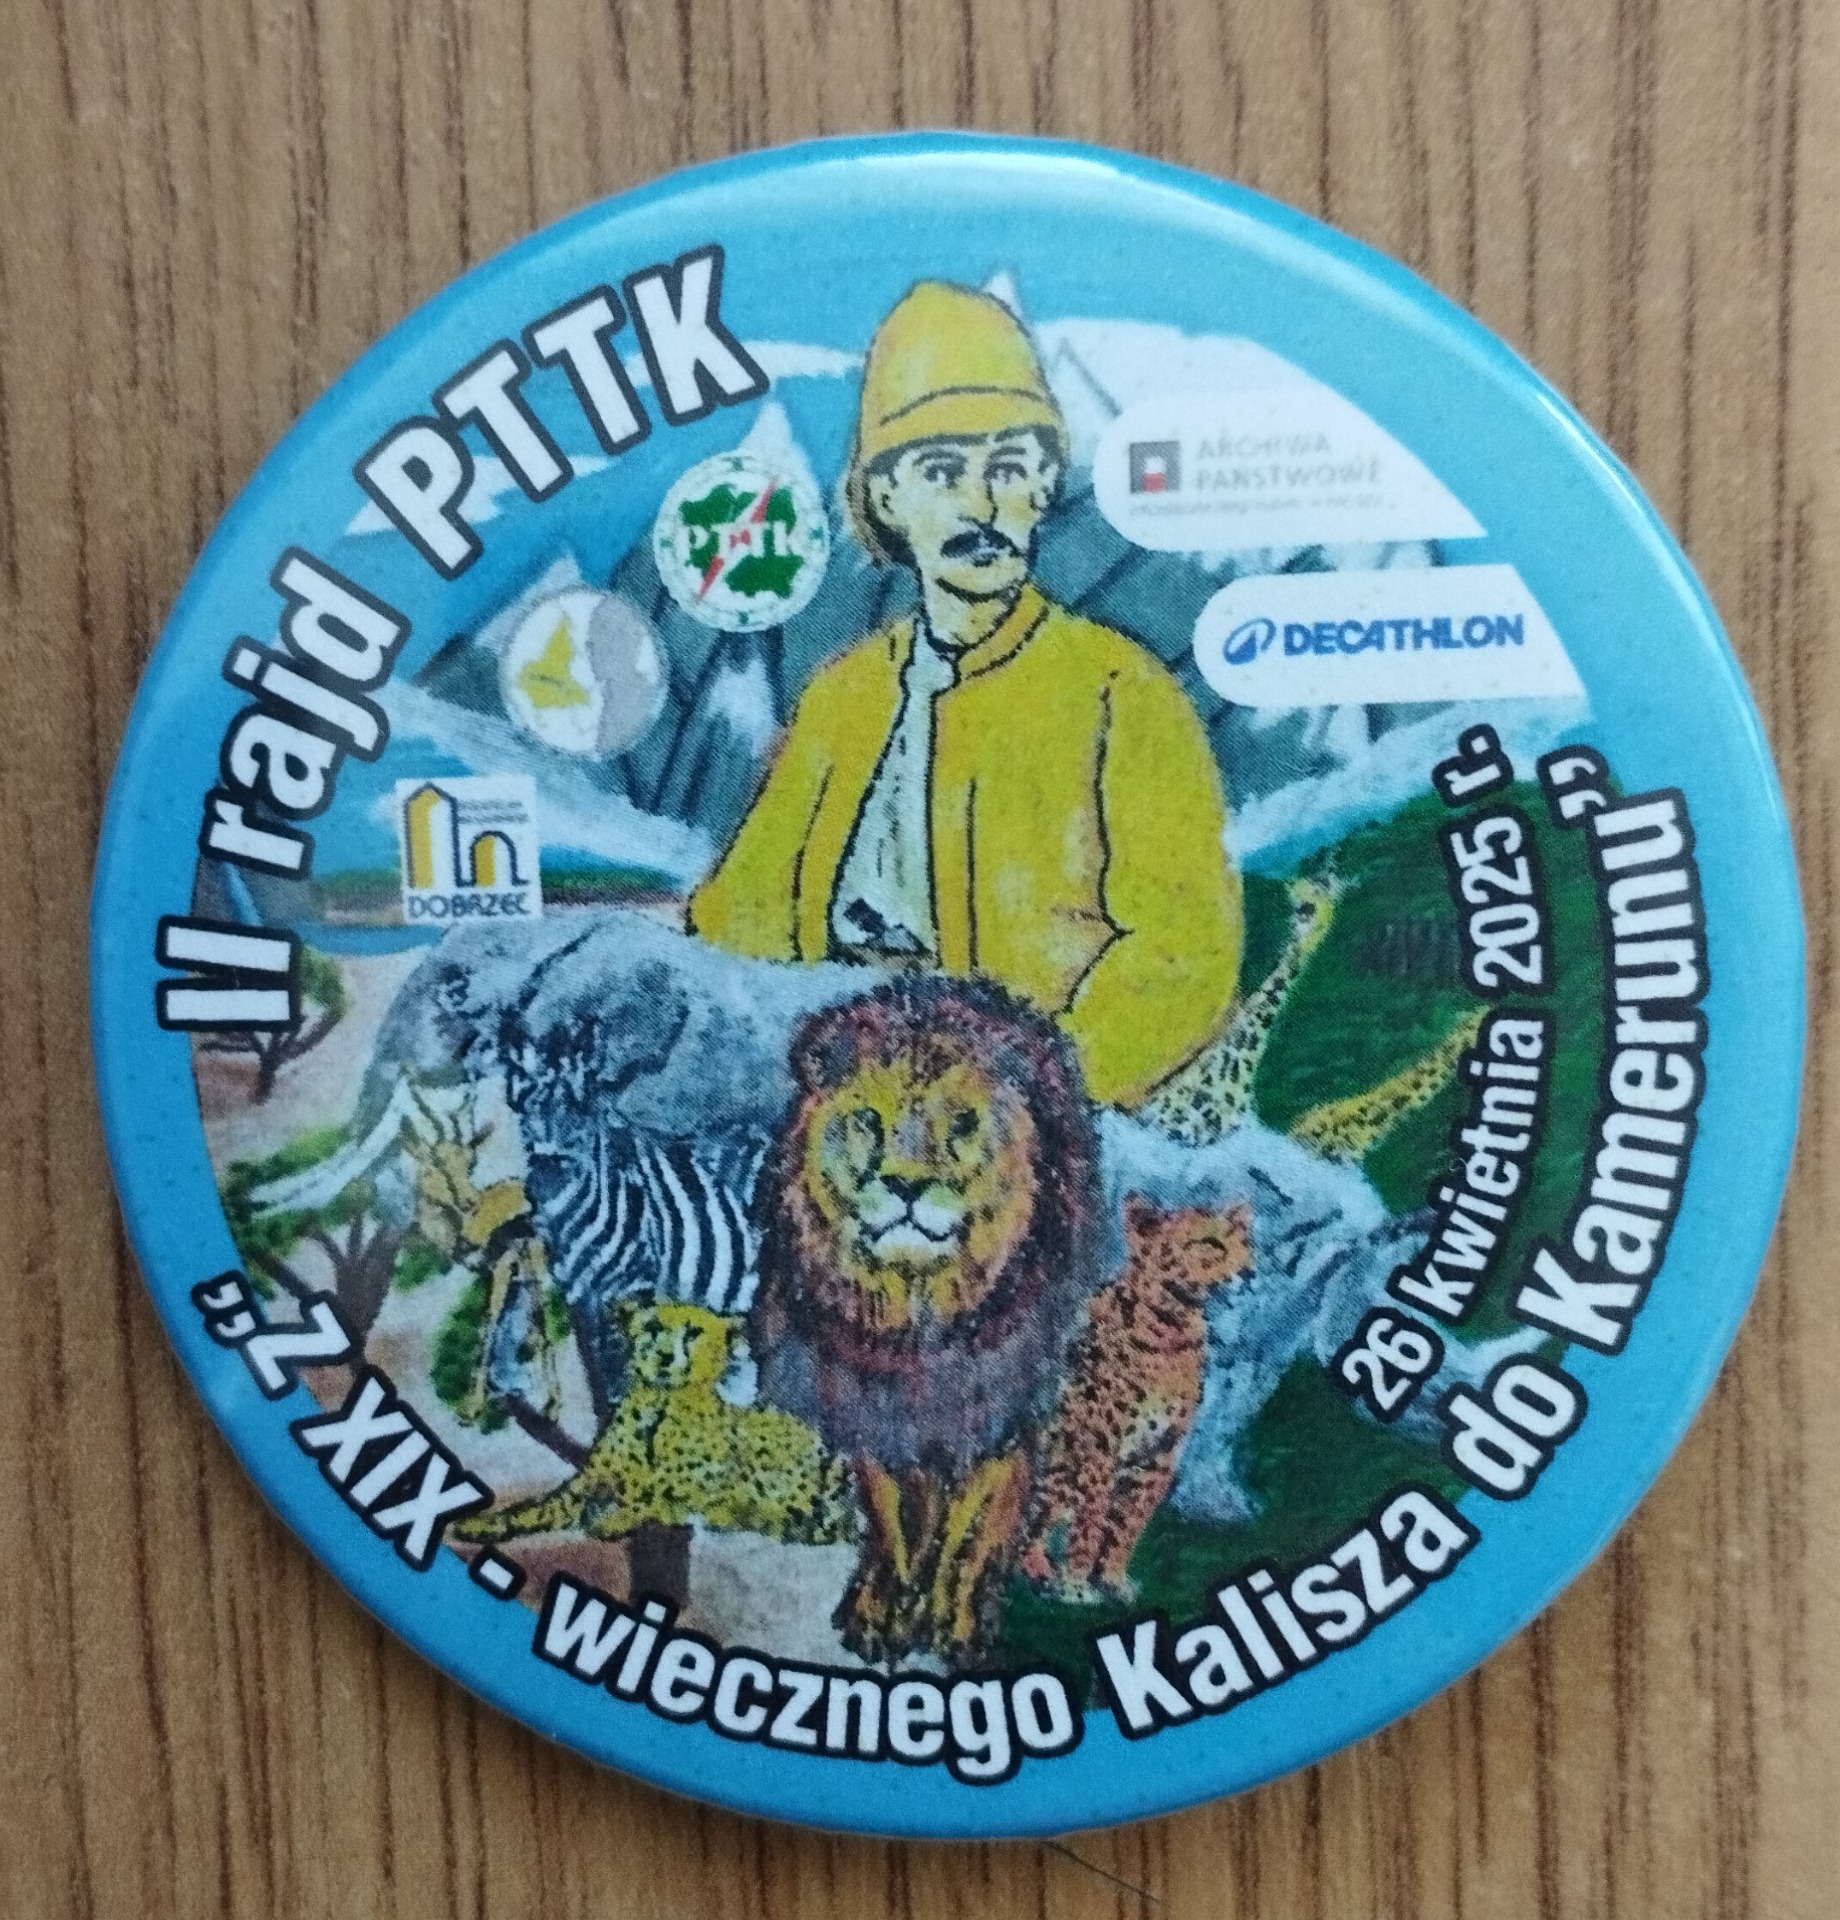 II rajd PTTK
PTTK
ARCHIWA
PAŃSTWOWE
DECATHLON
DOBRZEC
26 kwietnia 2025 r.
„Z XIX - wiecznego Kalisza do Kamerunu”